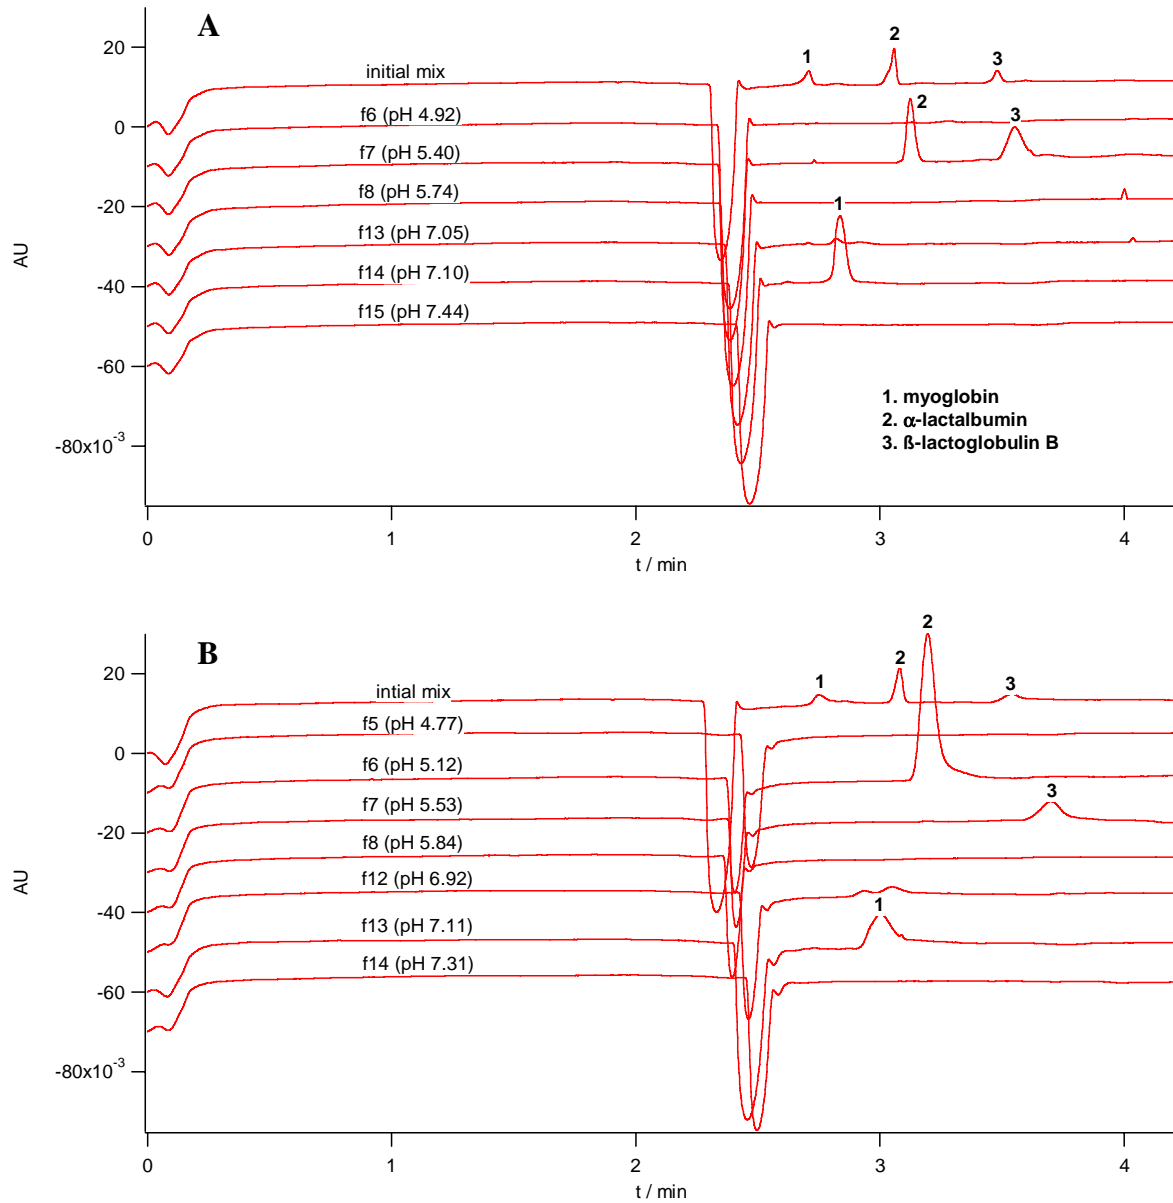 A
1
2
3
20
initial mix
0
f6 (pH 4.92)
2
3
f7 (pH 5.40)
-20
f8 (pH 5.74)
1
AU
f13 (pH 7.05)
-40
f14 (pH 7.10)
f15 (pH 7.44)
-60
1. myoglobin
2. α-lactalbumin
3. ß-lactoglobulin B
-80x10⁻³
0
1
2
3
4
t / min
B
2
20
1
2
3
intial mix
f5 (pH 4.77)
0
f6 (pH 5.12)
-20
f7 (pH 5.53)
3
AU
f8 (pH 5.84)
-40
f12 (pH 6.92)
1
f13 (pH 7.11)
-60
f14 (pH 7.31)
-80x10⁻³
0
1
2
3
4
t / min